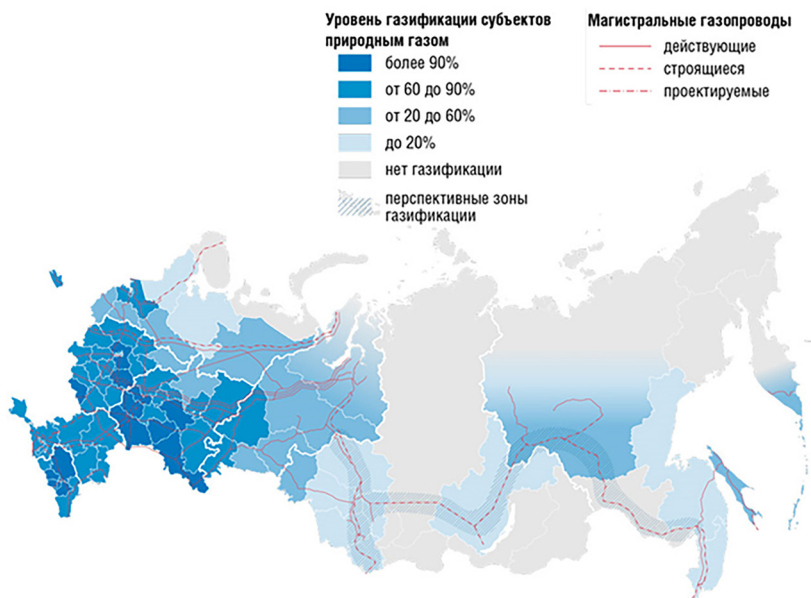 Уровень газификации субъектов
природным газом
более 90%
от 60 до 90%
от 20 до 60%
до 20%
нет газификации
перспективные зоны
газификации
Магистральные газопроводы
действующие
строящиеся
проектируемые